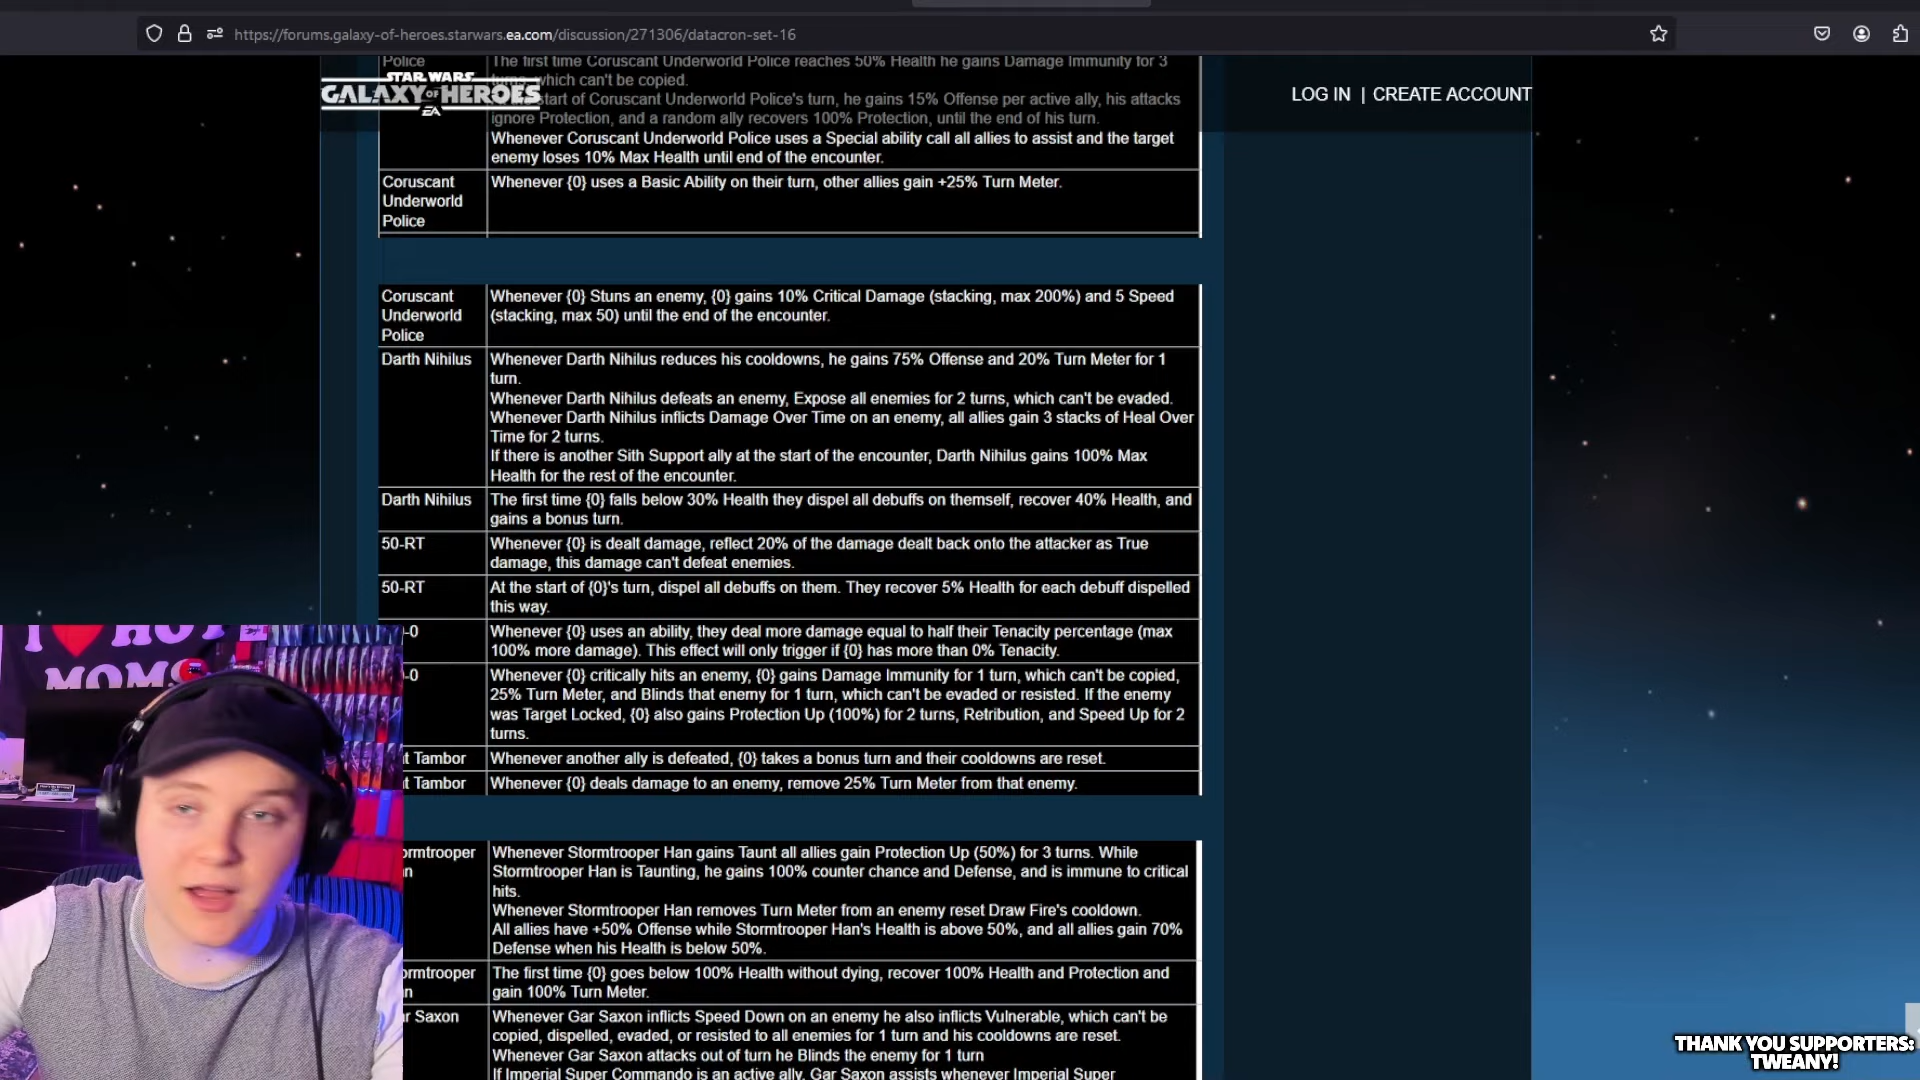 https://forums.galaxy-of-heroes.starwars.ea.com/discussion/271306/datacron-set-16
STAR WARS
GALAXY OF HEROES
EA
LOG IN | CREATE ACCOUNT
Police
The first time Coruscant Underworld Police reaches 50% Health he gains Damage Immunity for 3
which can't be copied.
start of Coruscant Underworld Police's turn, he gains 15% Offense per active ally, his attacks
ignore Protection, and a random ally recovers 100% Protection, until the end of his turn.
Whenever Coruscant Underworld Police uses a Special ability call all allies to assist and the target
enemy loses 10% Max Health until end of the encounter.
Coruscant
Underworld
Police
Whenever {0} uses a Basic Ability on their turn, other allies gain +25% Turn Meter.
Coruscant
Underworld
Police
Whenever {0} Stuns an enemy, {0} gains 10% Critical Damage (stacking, max 200%) and 5 Speed
(stacking, max 50) until the end of the encounter.
Darth Nihilus
Whenever Darth Nihilus reduces his cooldowns, he gains 75% Offense and 20% Turn Meter for 1
turn.
Whenever Darth Nihilus defeats an enemy, Expose all enemies for 2 turns, which can't be evaded.
Whenever Darth Nihilus inflicts Damage Over Time on an enemy, all allies gain 3 stacks of Heal Over
Time for 2 turns.
If there is another Sith Support ally at the start of the encounter, Darth Nihilus gains 100% Max
Health for the rest of the encounter.
Darth Nihilus
The first time {0} falls below 30% Health they dispel all debuffs on themself, recover 40% Health, and
gains a bonus turn.
50-RT
Whenever {0} is dealt damage, reflect 20% of the damage dealt back onto the attacker as True
damage, this damage can't defeat enemies.
50-RT
At the start of {0}'s turn, dispel all debuffs on them. They recover 5% Health for each debuff dispelled
this way.
-0
Whenever {0} uses an ability, they deal more damage equal to half their Tenacity percentage (max
100% more damage). This effect will only trigger if {0} has more than 0% Tenacity.
-0
Whenever {0} critically hits an enemy, {0} gains Damage Immunity for 1 turn, which can't be copied,
25% Turn Meter, and Blinds that enemy for 1 turn, which can't be evaded or resisted. If the enemy
was Target Locked, {0} also gains Protection Up (100%) for 2 turns, Retribution, and Speed Up for 2
turns.
t Tambor
Whenever another ally is defeated, {0} takes a bonus turn and their cooldowns are reset.
t Tambor
Whenever {0} deals damage to an enemy, remove 25% Turn Meter from that enemy.
ormtrooper
n
Whenever Stormtrooper Han gains Taunt all allies gain Protection Up (50%) for 3 turns. While
Stormtrooper Han is Taunting, he gains 100% counter chance and Defense, and is immune to critical
hits.
Whenever Stormtrooper Han removes Turn Meter from an enemy reset Draw Fire's cooldown.
All allies have +50% Offense while Stormtrooper Han's Health is above 50%, and all allies gain 70%
Defense when his Health is below 50%.
ormtrooper
n
The first time {0} goes below 100% Health without dying, recover 100% Health and Protection and
gain 100% Turn Meter.
r Saxon
Whenever Gar Saxon inflicts Speed Down on an enemy he also inflicts Vulnerable, which can't be
copied, dispelled, evaded, or resisted to all enemies for 1 turn and his cooldowns are reset.
Whenever Gar Saxon attacks out of turn he Blinds the enemy for 1 turn
If Imperial Super Commando is an active ally, Gar Saxon assists whenever Imperial Super
I HOT
MOMS
THANK YOU SUPPORTERS:
TWEANY!